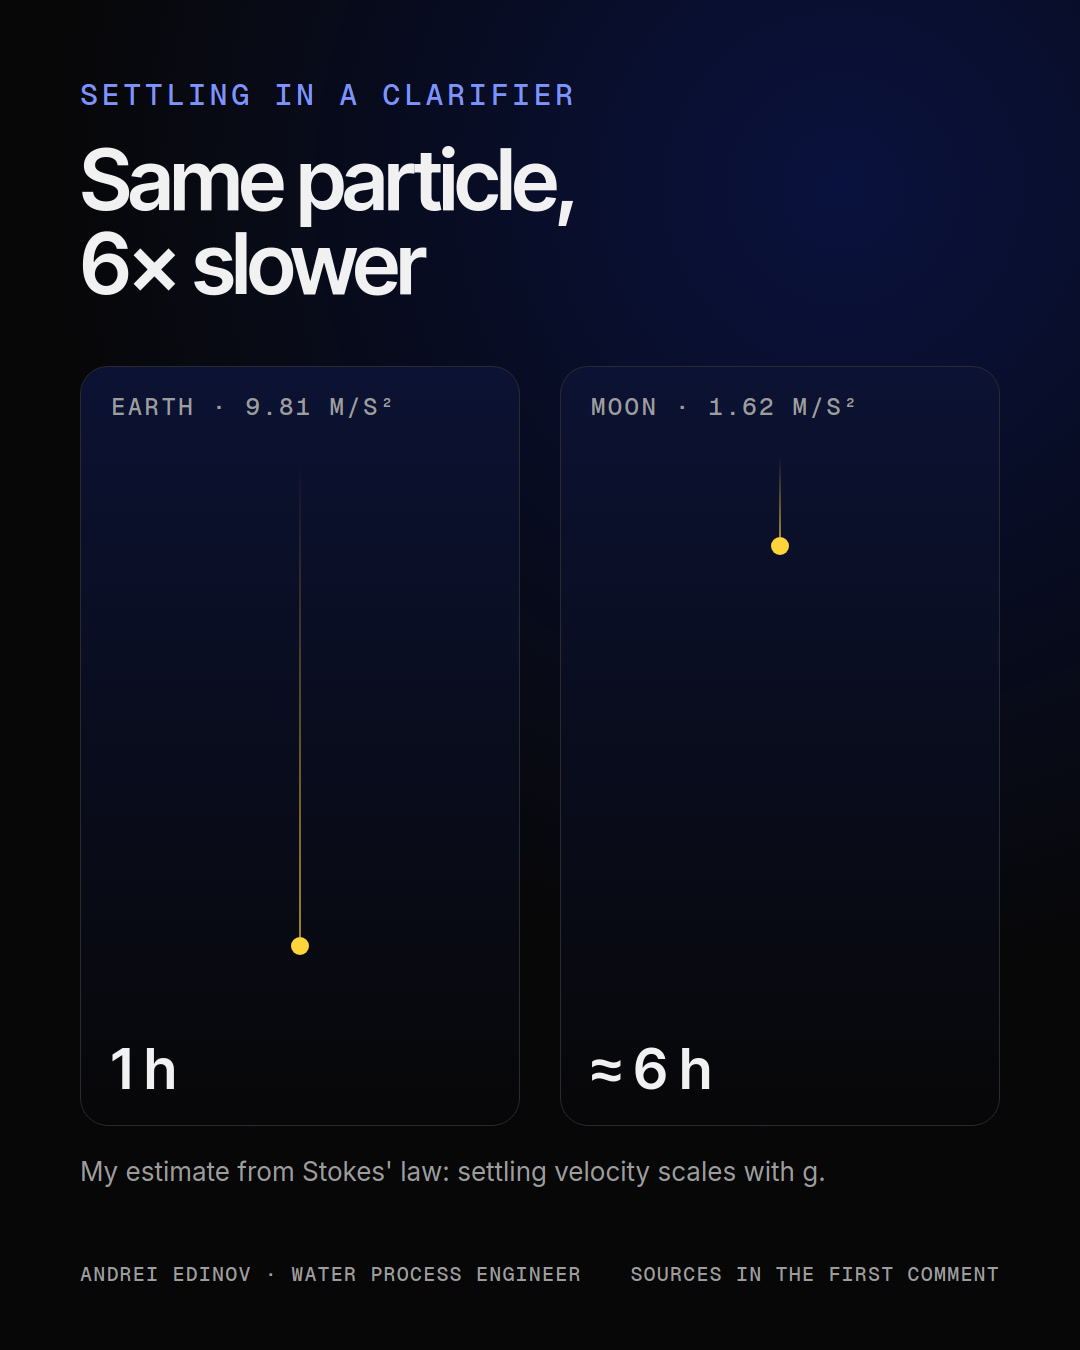 SETTLING IN A CLARIFIER
Same particle,
6× slower
EARTH · 9.81 M/S²
1 h
MOON · 1.62 M/S²
≈ 6 h
My estimate from Stokes' law: settling velocity scales with g.
ANDREI EDINOV · WATER PROCESS ENGINEER
SOURCES IN THE FIRST COMMENT